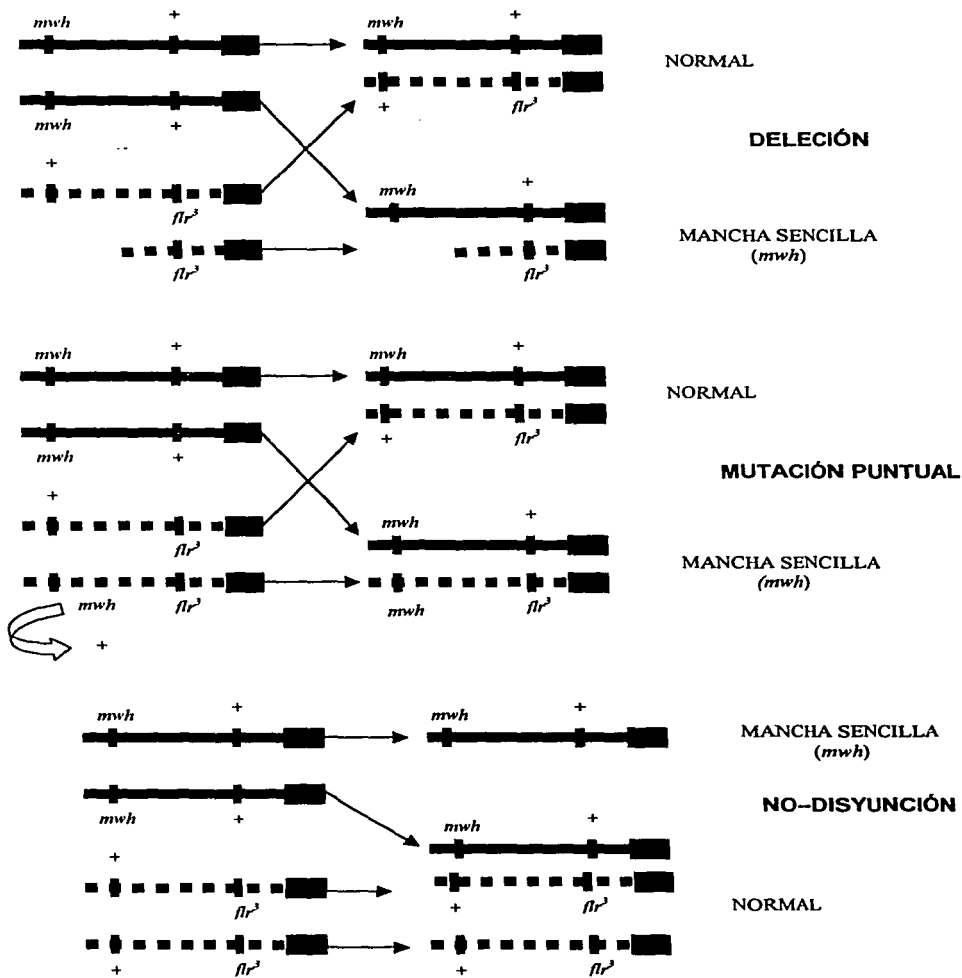 + +
mwh mwh
NORMAL
mwh + + flr³
DELECIÓN
+
mwh +
flr³
MANCHA SENCILLA
(mwh)
flr³ flr³
+ +
mwh mwh
NORMAL
mwh + + flr³
MUTACIÓN PUNTUAL
+ +
mwh
flr³
MANCHA SENCILLA
(mwh)
mwh flr³ mwh flr³
+
+ +
mwh mwh
MANCHA SENCILLA
(mwh)
NO–DISYUNCIÓN
mwh +
mwh +
+
flr³ + flr³
NORMAL
+ flr³ + flr³